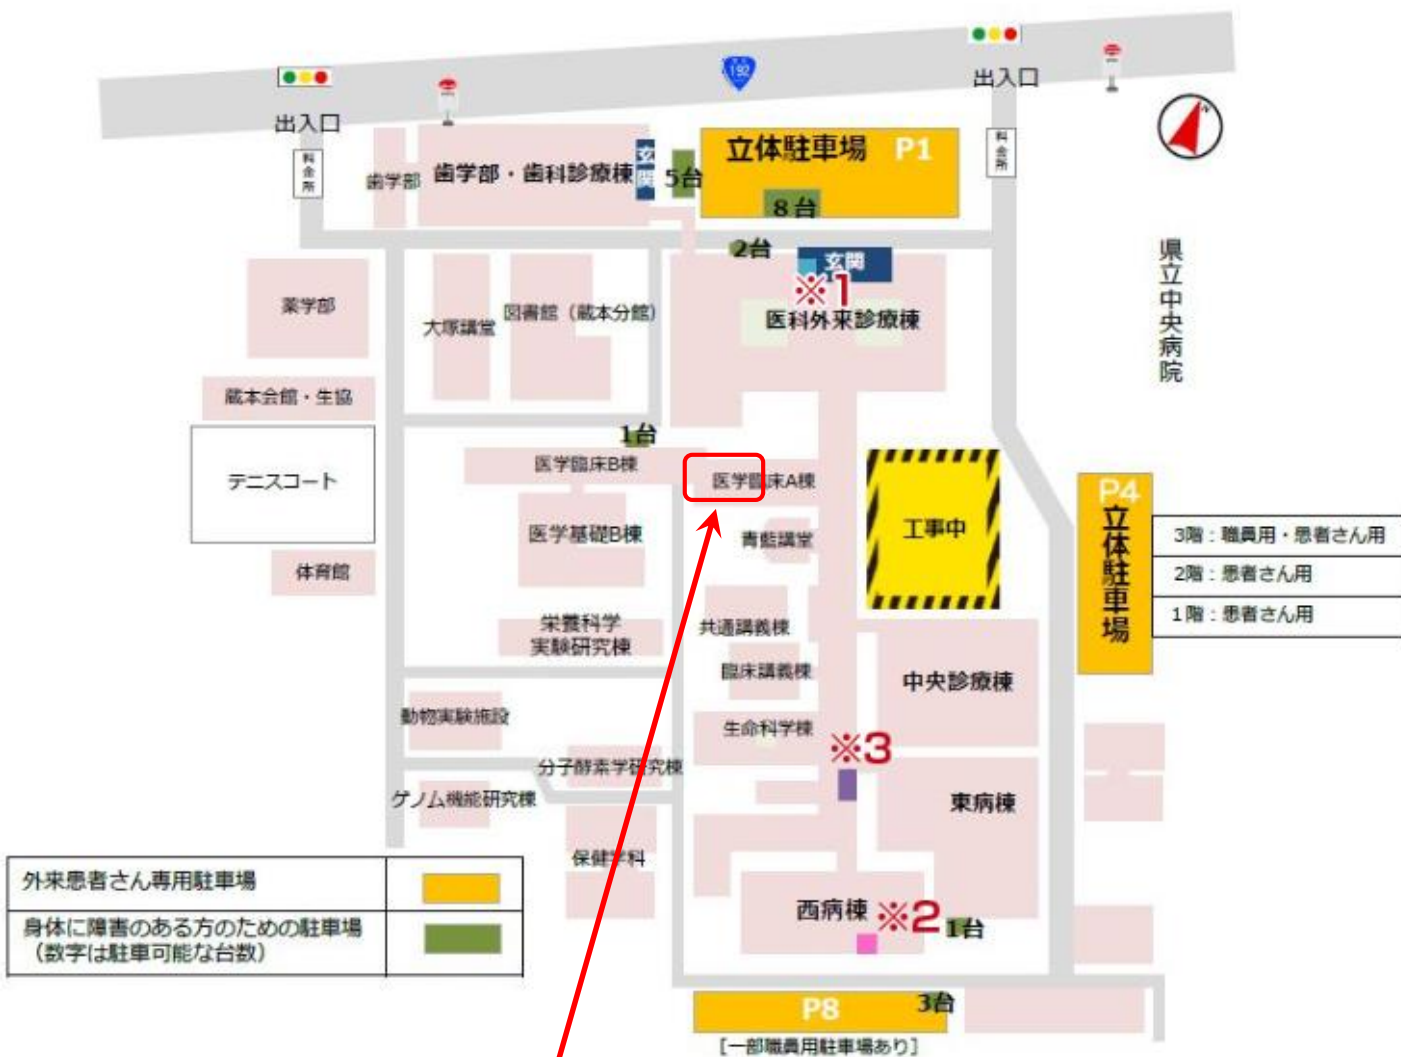 192
出入口
出入口
料金所
料金所
N
歯学部
歯学部・歯科診療棟
玄関
5台
立体駐車場 P1
8台
2台
玄関
※1
医科外来診療棟
県立中央病院
薬学部
大塚講堂
図書館（蔵本分館）
蔵本会館・生協
テニスコート
体育館
1台
医学臨床B棟
医学臨床A棟
医学基礎B棟
青藍講堂
工事中
P4
立体駐車場
3階：職員用・患者さん用
2階：患者さん用
1階：患者さん用
栄養科学
実験研究棟
共通講義棟
臨床講義棟
中央診療棟
動物実験施設
生命科学棟
※3
分子酵素学研究棟
ゲノム機能研究棟
東病棟
保健学科
西病棟
※2
1台
外来患者さん専用駐車場
身体に障害のある方のための駐車場
（数字は駐車可能な台数）
P8
3台
［一部職員用駐車場あり］